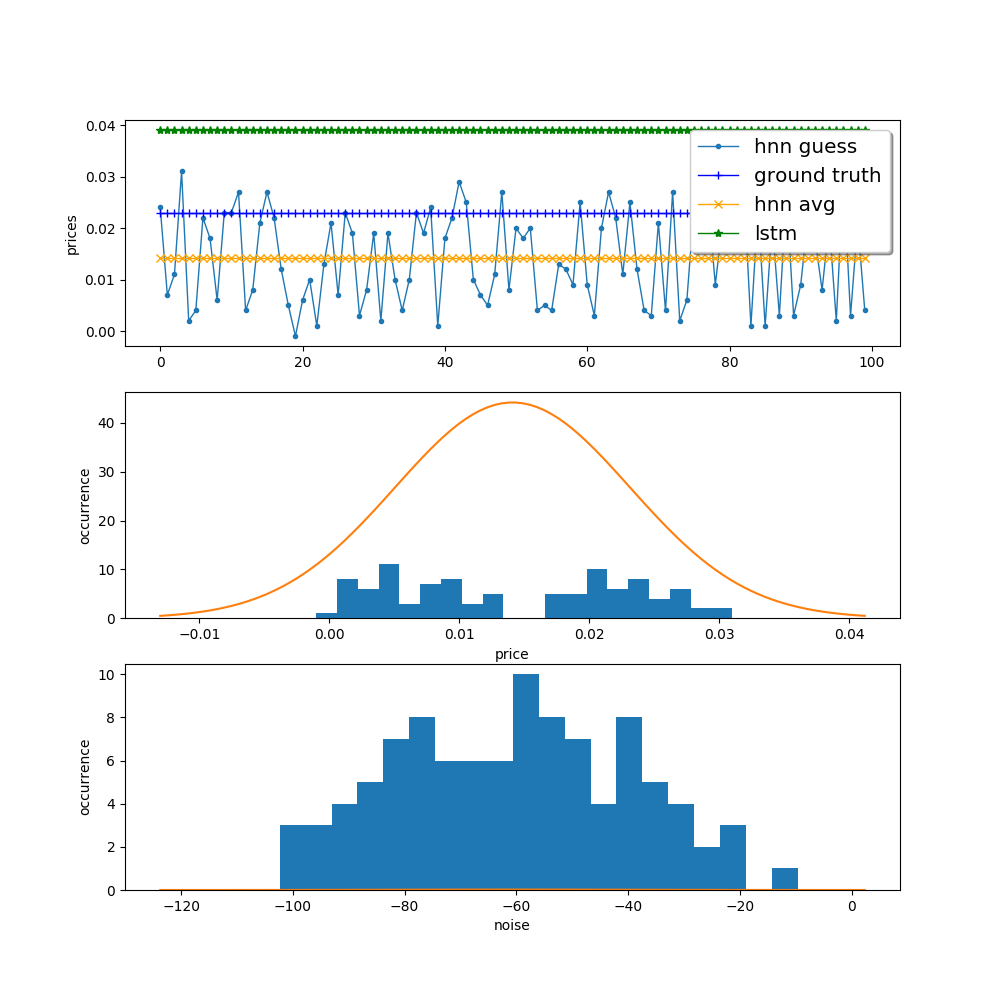 0.04
0.03
0.02
0.01
0.00
prices
hnn guess
ground truth
hnn avg
lstm
0 20 40 60 80 100
40
30
20
10
0
occurrence
−0.01 0.00 0.01 0.02 0.03 0.04
price
10
8
6
4
2
0
occurrence
−120 −100 −80 −60 −40 −20 0
noise